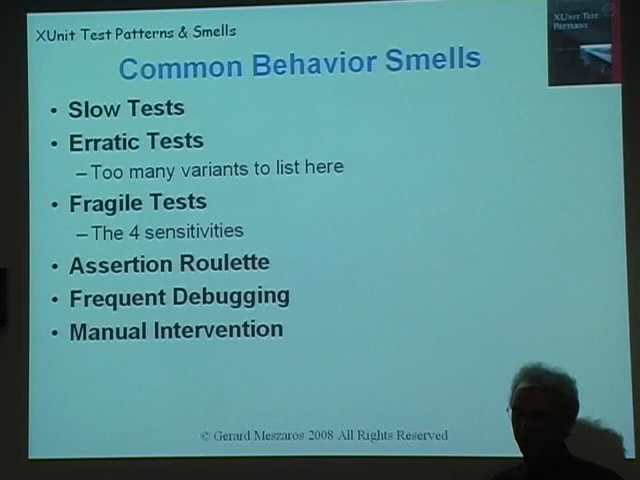 XUnit Test Patterns & Smells
XUNIT TEST
PATTERNS
Common Behavior Smells
• Slow Tests
• Erratic Tests
– Too many variants to list here
• Fragile Tests
– The 4 sensitivities
• Assertion Roulette
• Frequent Debugging
• Manual Intervention
© Gerard Meszaros 2008 All Rights Reserved